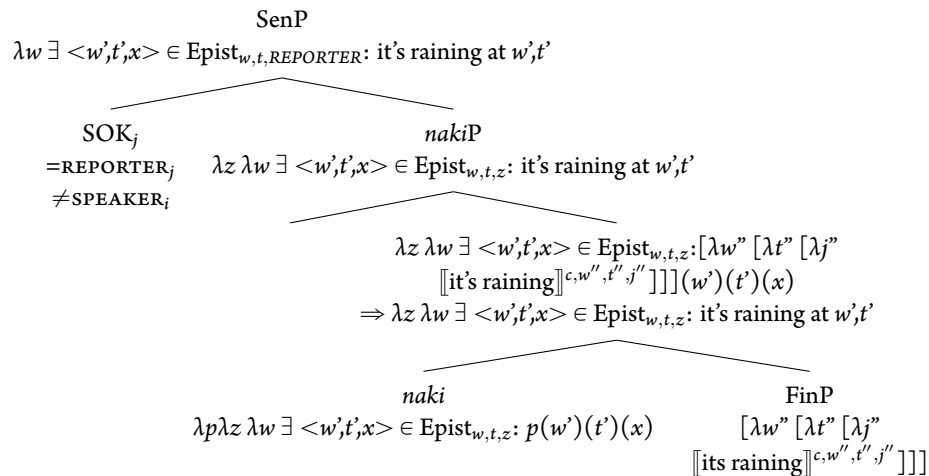 SenP
λw ∃ <w’,t’,x> ∈ Epist_{w,t,REPORTER}: it's raining at w’,t’
SOK_j
=REPORTER_j
≠SPEAKER_i
nakiP
λz λw ∃ <w’,t’,x> ∈ Epist_{w,t,z}: it's raining at w’,t’
λz λw ∃ <w’,t’,x> ∈ Epist_{w,t,z}:[λw” [λt” [λj”
⟦it's raining⟧^{c,w″,t″,j″}]]](w’)(t’)(x)
⇒ λz λw ∃ <w’,t’,x> ∈ Epist_{w,t,z}: it's raining at w’,t’
naki
λpλz λw ∃ <w’,t’,x> ∈ Epist_{w,t,z}: p(w’)(t’)(x)
FinP
[λw” [λt” [λj”
⟦its raining⟧^{c,w″,t″,j″}]]]